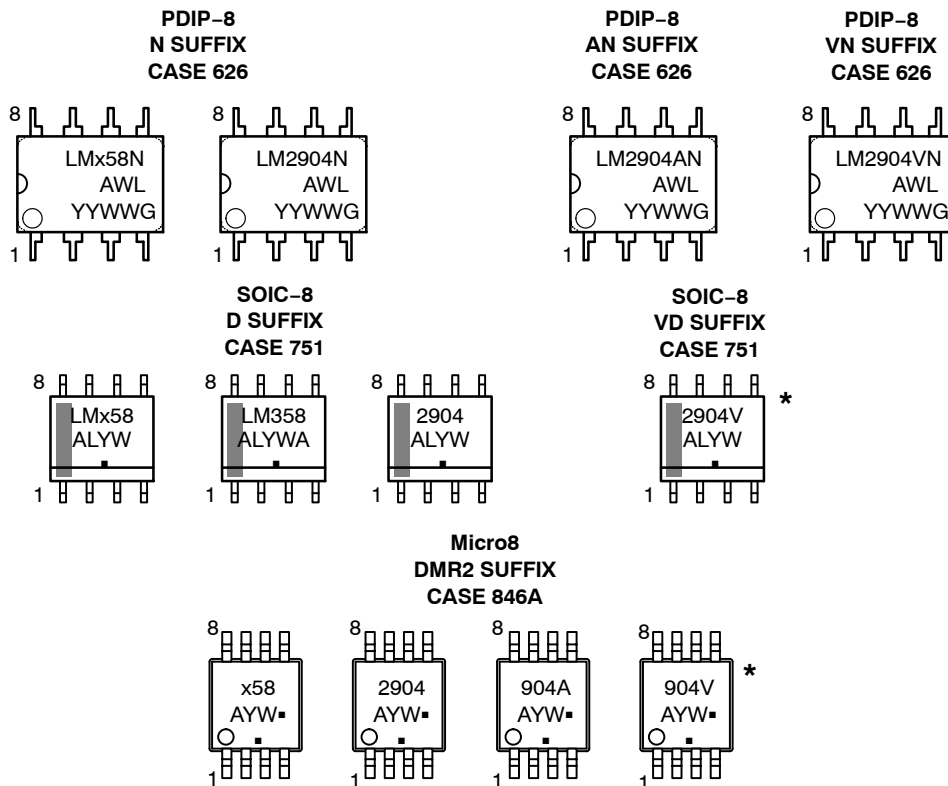 PDIP−8
N SUFFIX
CASE 626
PDIP−8
AN SUFFIX
CASE 626
PDIP−8
VN SUFFIX
CASE 626
8
LMx58N
AWL
YYWWG
1
8
LM2904N
AWL
YYWWG
1
8
LM2904AN
AWL
YYWWG
1
8
LM2904VN
AWL
YYWWG
1
SOIC−8
D SUFFIX
CASE 751
SOIC−8
VD SUFFIX
CASE 751
8
LMx58
ALYW
1
8
LM358
ALYWA
1
8
2904
ALYW
1
8
2904V
ALYW
1
*
Micro8
DMR2 SUFFIX
CASE 846A
8
x58
AYW▪
1
8
2904
AYW▪
1
8
904A
AYW▪
1
8
904V
AYW▪
1
*